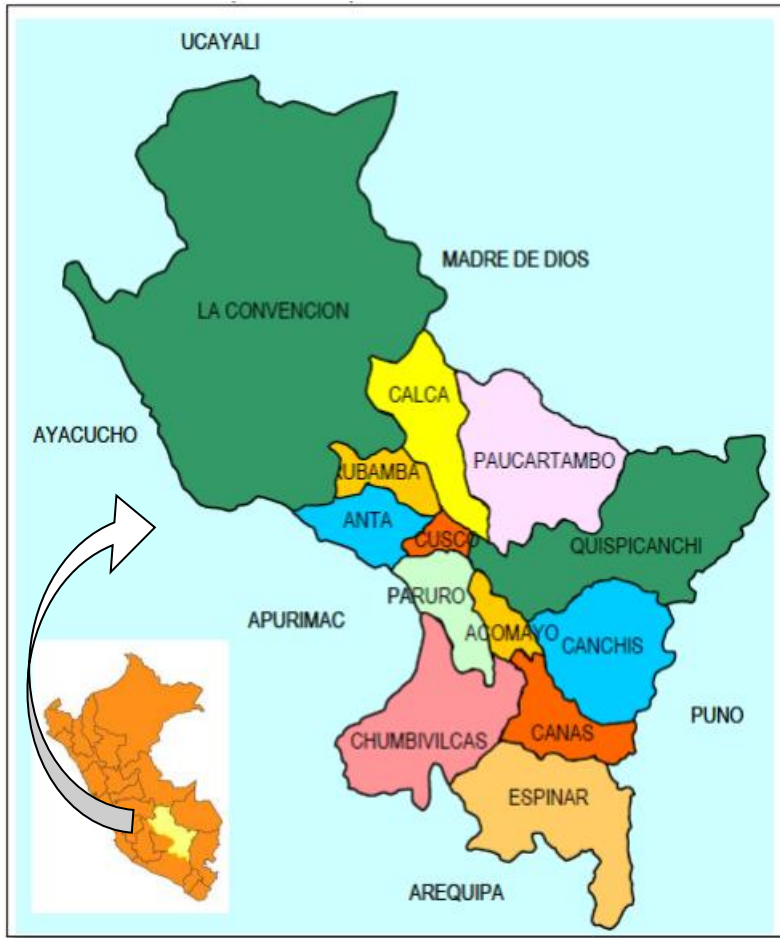 UCAYALI
MADRE DE DIOS
LA CONVENCION
CALCA
AYACUCHO
PAUCARTAMBO
RUBAMBA
ANTA
CUSCO
QUISPICANCHI
PARURO
APURIMAC
ACOMAYO
CANCHIS
PUNO
CHUMBIVILCAS
CANAS
ESPINAR
AREQUIPA